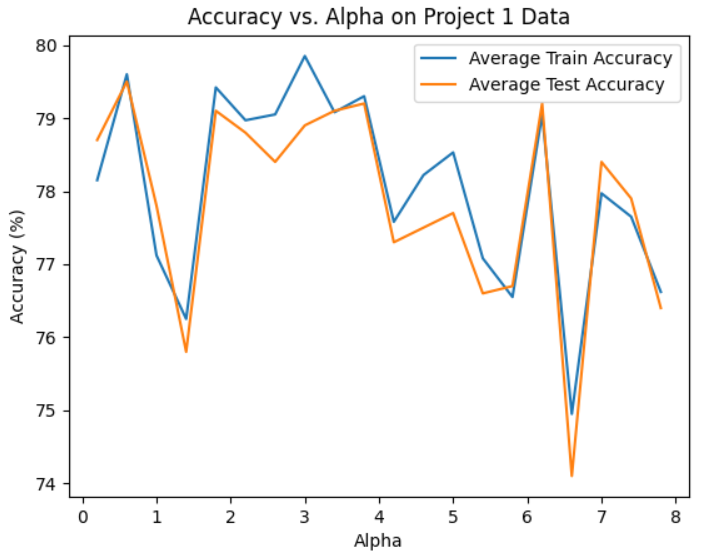 Accuracy vs. Alpha on Project 1 Data
Average Train Accuracy
Average Test Accuracy
Accuracy (%)
80
79
78
77
76
75
74
0 1 2 3 4 5 6 7 8
Alpha